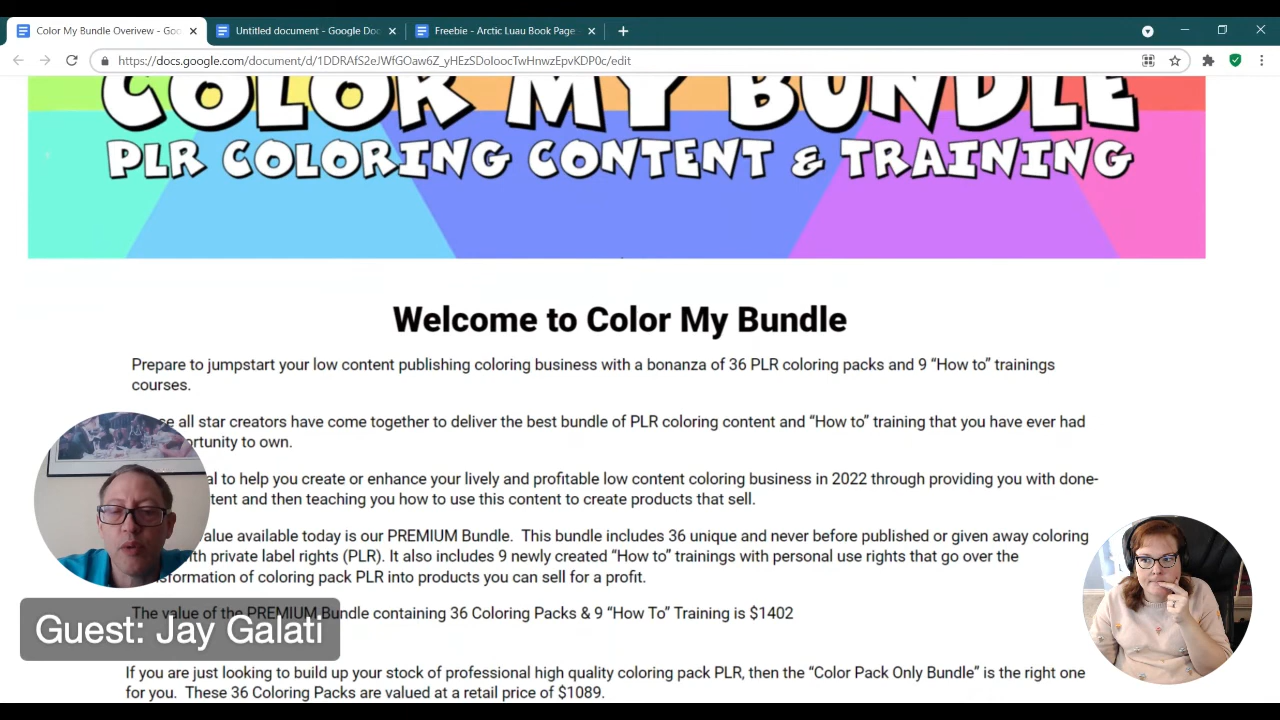 Color My Bundle Overivew - Goo
Untitled document - Google Doc
Freebie - Arctic Luau Book Page
https://docs.google.com/document/d/1DDRAfS2eJWfGOaw6Z_yHEzSDoIoocTwHnwzEpvKDP0c/edit
COLOR MY BUNDLE
PLR COLORING CONTENT & TRAINING
Welcome to Color My Bundle
Prepare to jumpstart your low content publishing coloring business with a bonanza of 36 PLR coloring packs and 9 “How to” trainings
courses.
se all star creators have come together to deliver the best bundle of PLR coloring content and “How to” training that you have ever had
ortunity to own.
al to help you create or enhance your lively and profitable low content coloring business in 2022 through providing you with done-
tent and then teaching you how to use this content to create products that sell.
value available today is our PREMIUM Bundle. This bundle includes 36 unique and never before published or given away coloring
ith private label rights (PLR). It also includes 9 newly created “How to” trainings with personal use rights that go over the
sformation of coloring pack PLR into products you can sell for a profit.
The value of the PREMIUM Bundle containing 36 Coloring Packs & 9 “How To” Training is $1402
Guest: Jay Galati
If you are just looking to build up your stock of professional high quality coloring pack PLR, then the “Color Pack Only Bundle” is the right one
for you. These 36 Coloring Packs are valued at a retail price of $1089.